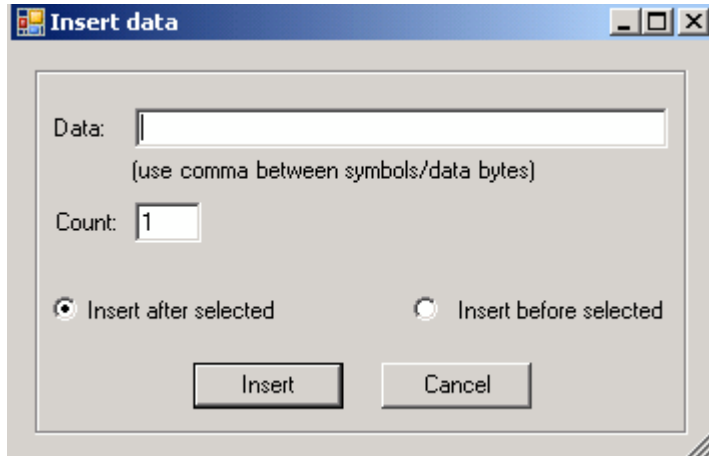 Insert data
Data:
(use comma between symbols/data bytes)
Count: 1
Insert after selected Insert before selected
Insert Cancel